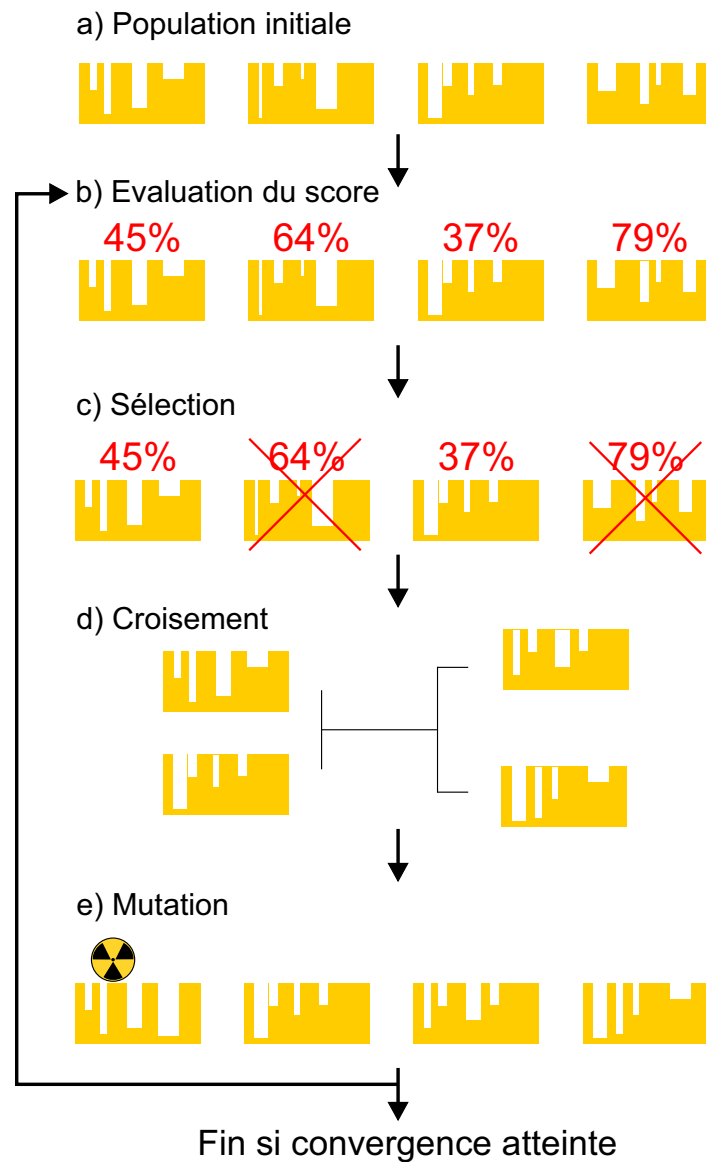 a) Population initiale
b) Evaluation du score
45% 64% 37% 79%
c) Sélection
45% 64% 37% 79%
d) Croisement
e) Mutation
Fin si convergence atteinte